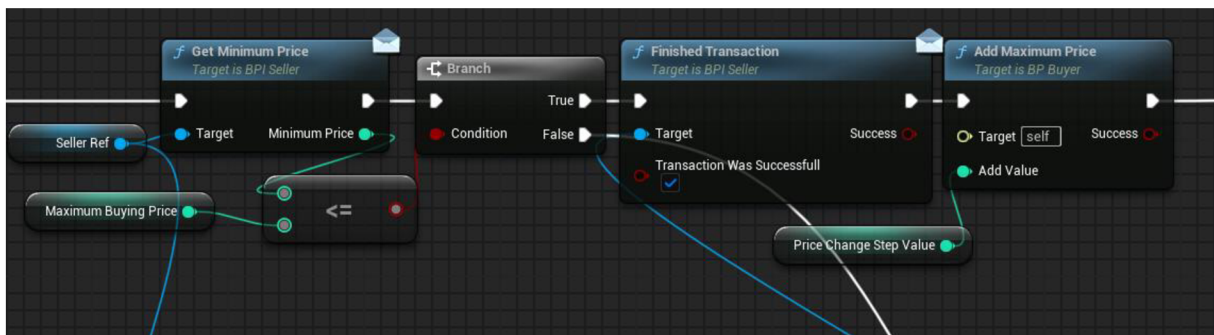 Get Minimum Price
Target is BPI Seller
Target
Minimum Price
Seller Ref
Maximum Buying Price
<=
Branch
True
Condition
False
Finished Transaction
Target is BPI Seller
Target
Success
Transaction Was Successfull
Add Maximum Price
Target is BP Buyer
Target self
Success
Add Value
Price Change Step Value